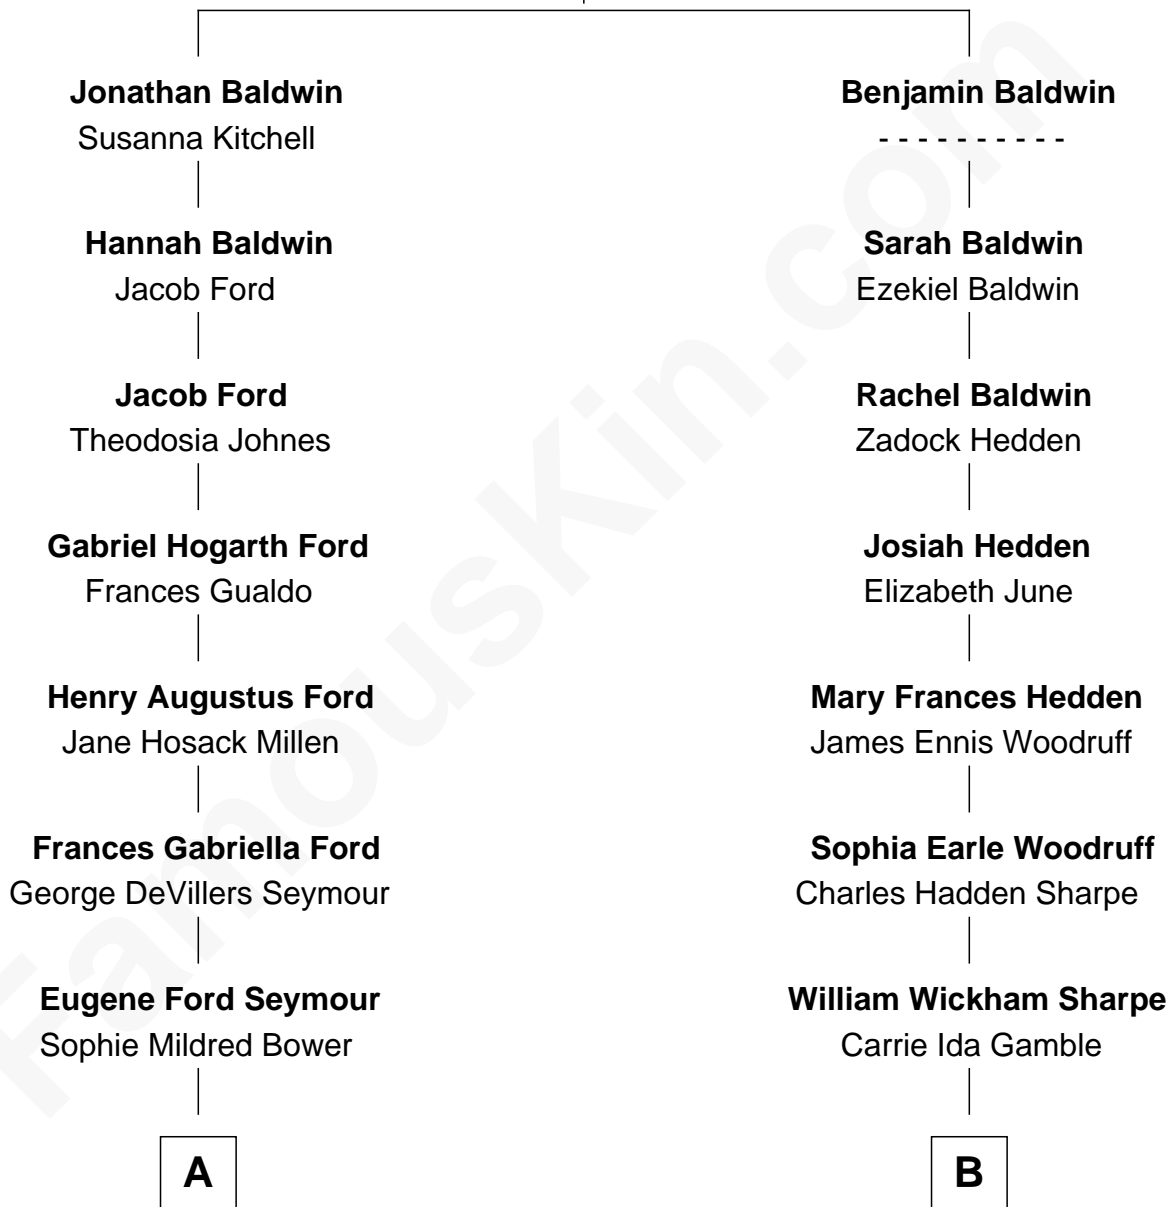 Jonathan Baldwin
Susanna Kitchell
Hannah Baldwin
Jacob Ford
Jacob Ford
Theodosia Johnes
Gabriel Hogarth Ford
Frances Gualdo
Henry Augustus Ford
Jane Hosack Millen
Frances Gabriella Ford
George DeVillers Seymour
Eugene Ford Seymour
Sophie Mildred Bower
A
Benjamin Baldwin
- - - - - - - - - -
Sarah Baldwin
Ezekiel Baldwin
Rachel Baldwin
Zadock Hedden
Josiah Hedden
Elizabeth June
Mary Frances Hedden
James Ennis Woodruff
Sophia Earle Woodruff
Charles Hadden Sharpe
William Wickham Sharpe
Carrie Ida Gamble
B
FamousKin.com